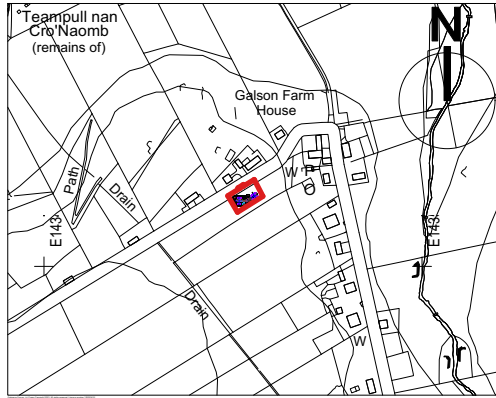 Teampull nan
Cro'Naomb
(remains of)
N
Galson Farm
House
Path
Drain
W
P
O
E143
E143
Drain
W